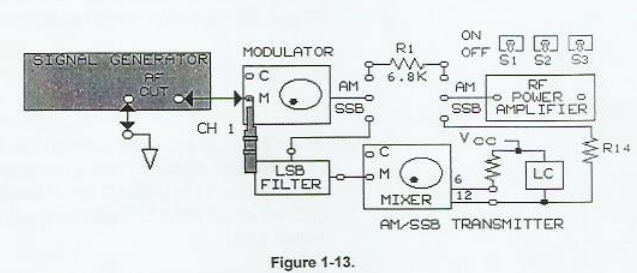 SIGNAL GENERATOR
AF
OUT
MODULATOR
C
M
CH 1
AM
SSB
R1
6.8K
AM
SSB
ON
OFF
S1 S2 S3
RF
POWER
AMPLIFIER
R14
LSB
FILTER
C
M
MIXER
6
12
VCC
LC
AM/SSB TRANSMITTER
Figure 1-13.